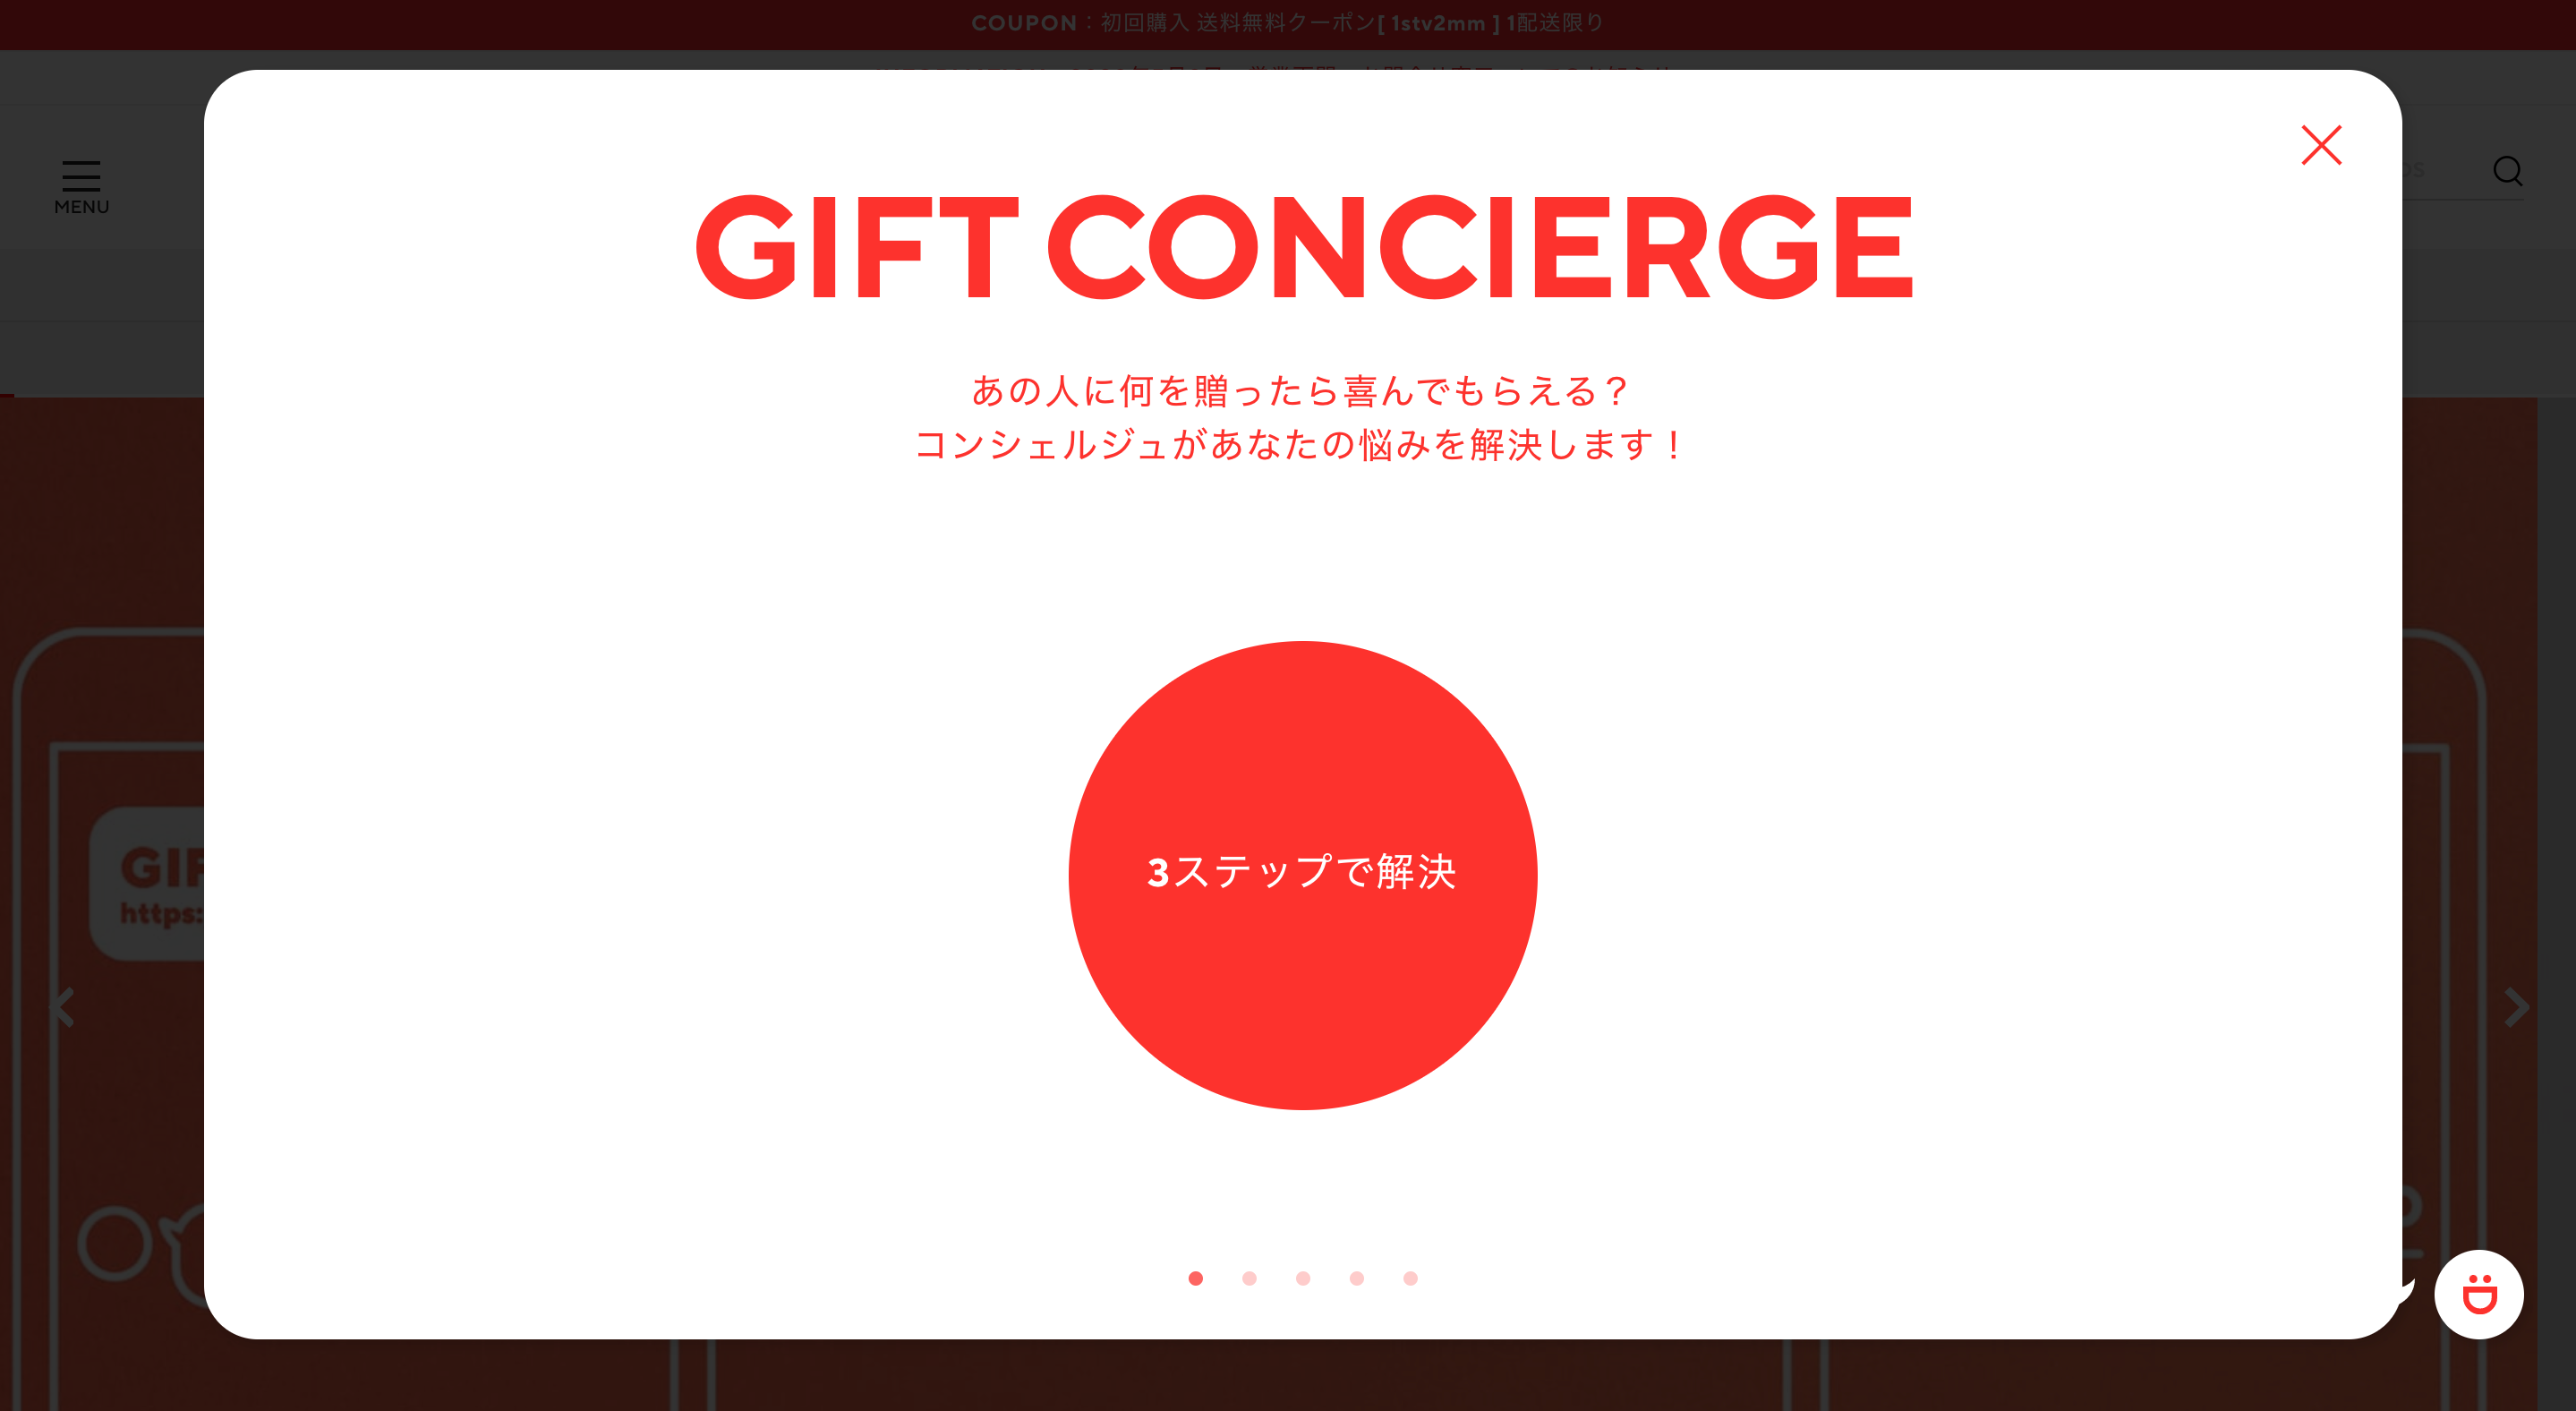 COUPON：初回購入 送料無料クーポン[ 1stv2mm ] 1配送限り
MENU
GIFT CONCIERGE
あの人に何を贈ったら喜んでもらえる？
コンシェルジュがあなたの悩みを解決します！
3ステップで解決
GIF
https: